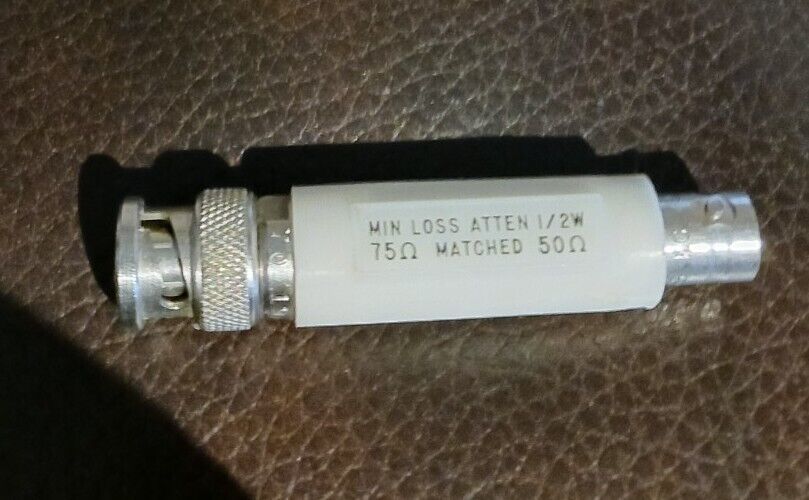 MIN LOSS ATTEN 1/2W
75Ω MATCHED 50Ω